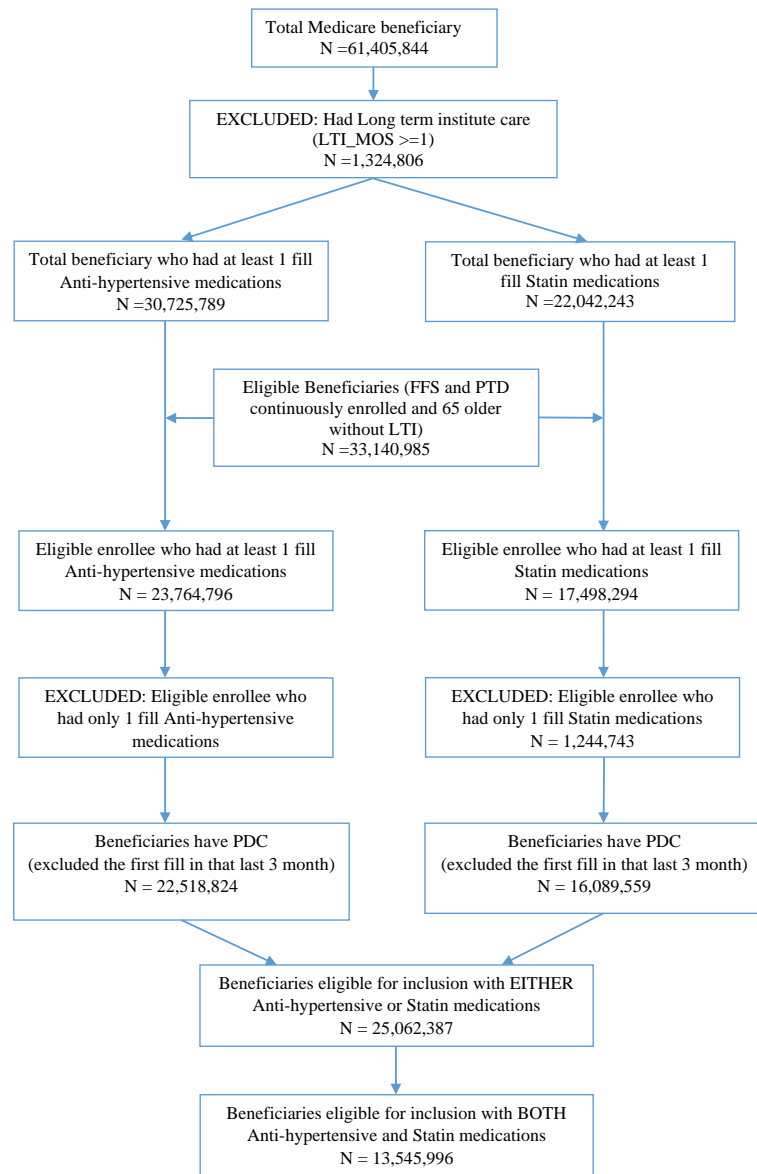 Total Medicare beneficiary
N =61,405,844
EXCLUDED: Had Long term institute care
(LTI_MOS >=1)
N =1,324,806
Total beneficiary who had at least 1 fill
Anti-hypertensive medications
N =30,725,789
Total beneficiary who had at least 1
fill Statin medications
N =22,042,243
Eligible Beneficiaries (FFS and PTD
continuously enrolled and 65 older
without LTI)
N =33,140,985
Eligible enrollee who had at least 1 fill
Anti-hypertensive medications
N = 23,764,796
Eligible enrollee who had at least 1 fill
Statin medications
N = 17,498,294
EXCLUDED: Eligible enrollee who
had only 1 fill Anti-hypertensive
medications
EXCLUDED: Eligible enrollee who
had only 1 fill Statin medications
N = 1,244,743
Beneficiaries have PDC
(excluded the first fill in that last 3 month)
N = 22,518,824
Beneficiaries have PDC
(excluded the first fill in that last 3 month)
N = 16,089,559
Beneficiaries eligible for inclusion with EITHER
Anti-hypertensive or Statin medications
N = 25,062,387
Beneficiaries eligible for inclusion with BOTH
Anti-hypertensive and Statin medications
N = 13,545,996